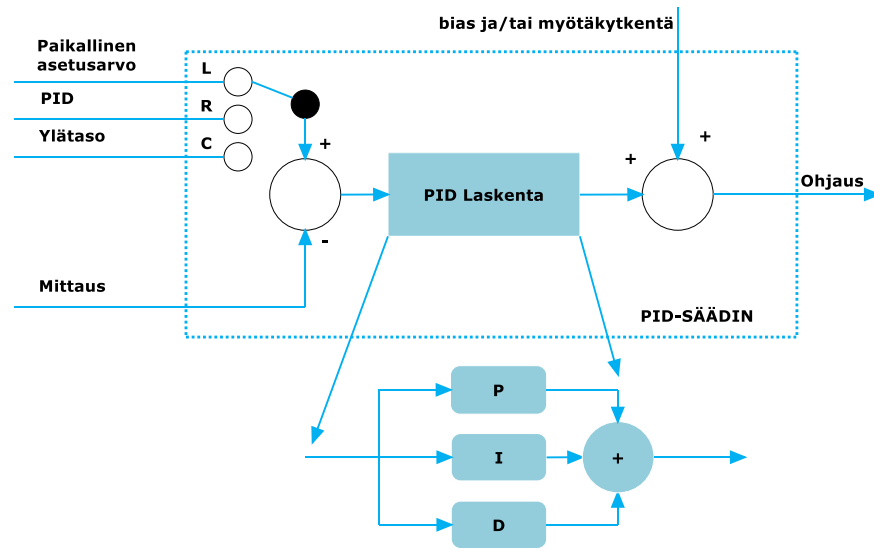 bias ja/tai myötäkytkentä
Paikallinen
asetusarvo
L
PID
R
Ylätaso
C
+
-
PID Laskenta
+
+
Ohjaus
Mittaus
PID-SÄÄDIN
P
I
+
D